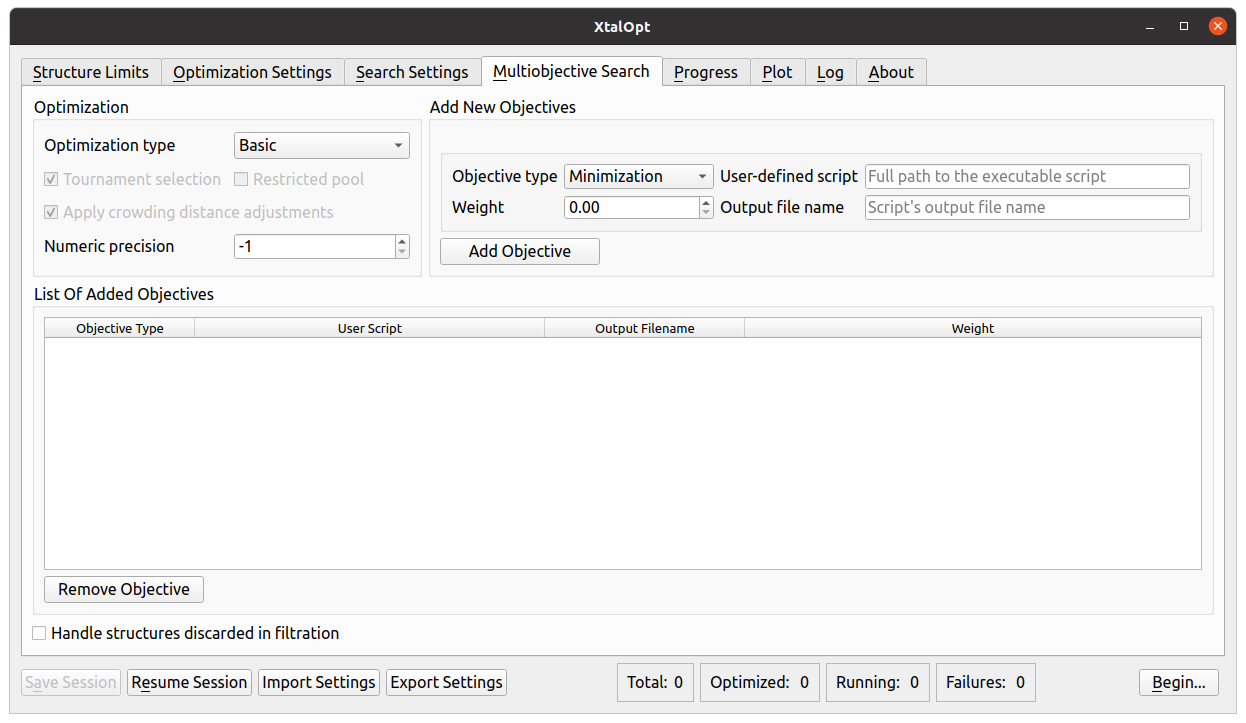 XtalOpt
Structure Limits Optimization Settings Search Settings Multiobjective Search Progress Plot Log About
Optimization
Optimization type Basic
Tournament selection Restricted pool
Apply crowding distance adjustments
Numeric precision -1
Add New Objectives
Objective type Minimization User-defined script Full path to the executable script
Weight 0.00 Output file name Script's output file name
Add Objective
List Of Added Objectives
Objective Type User Script Output Filename Weight
Remove Objective
Handle structures discarded in filtration
Save Session Resume Session Import Settings Export Settings Total: 0 Optimized: 0 Running: 0 Failures: 0 Begin...